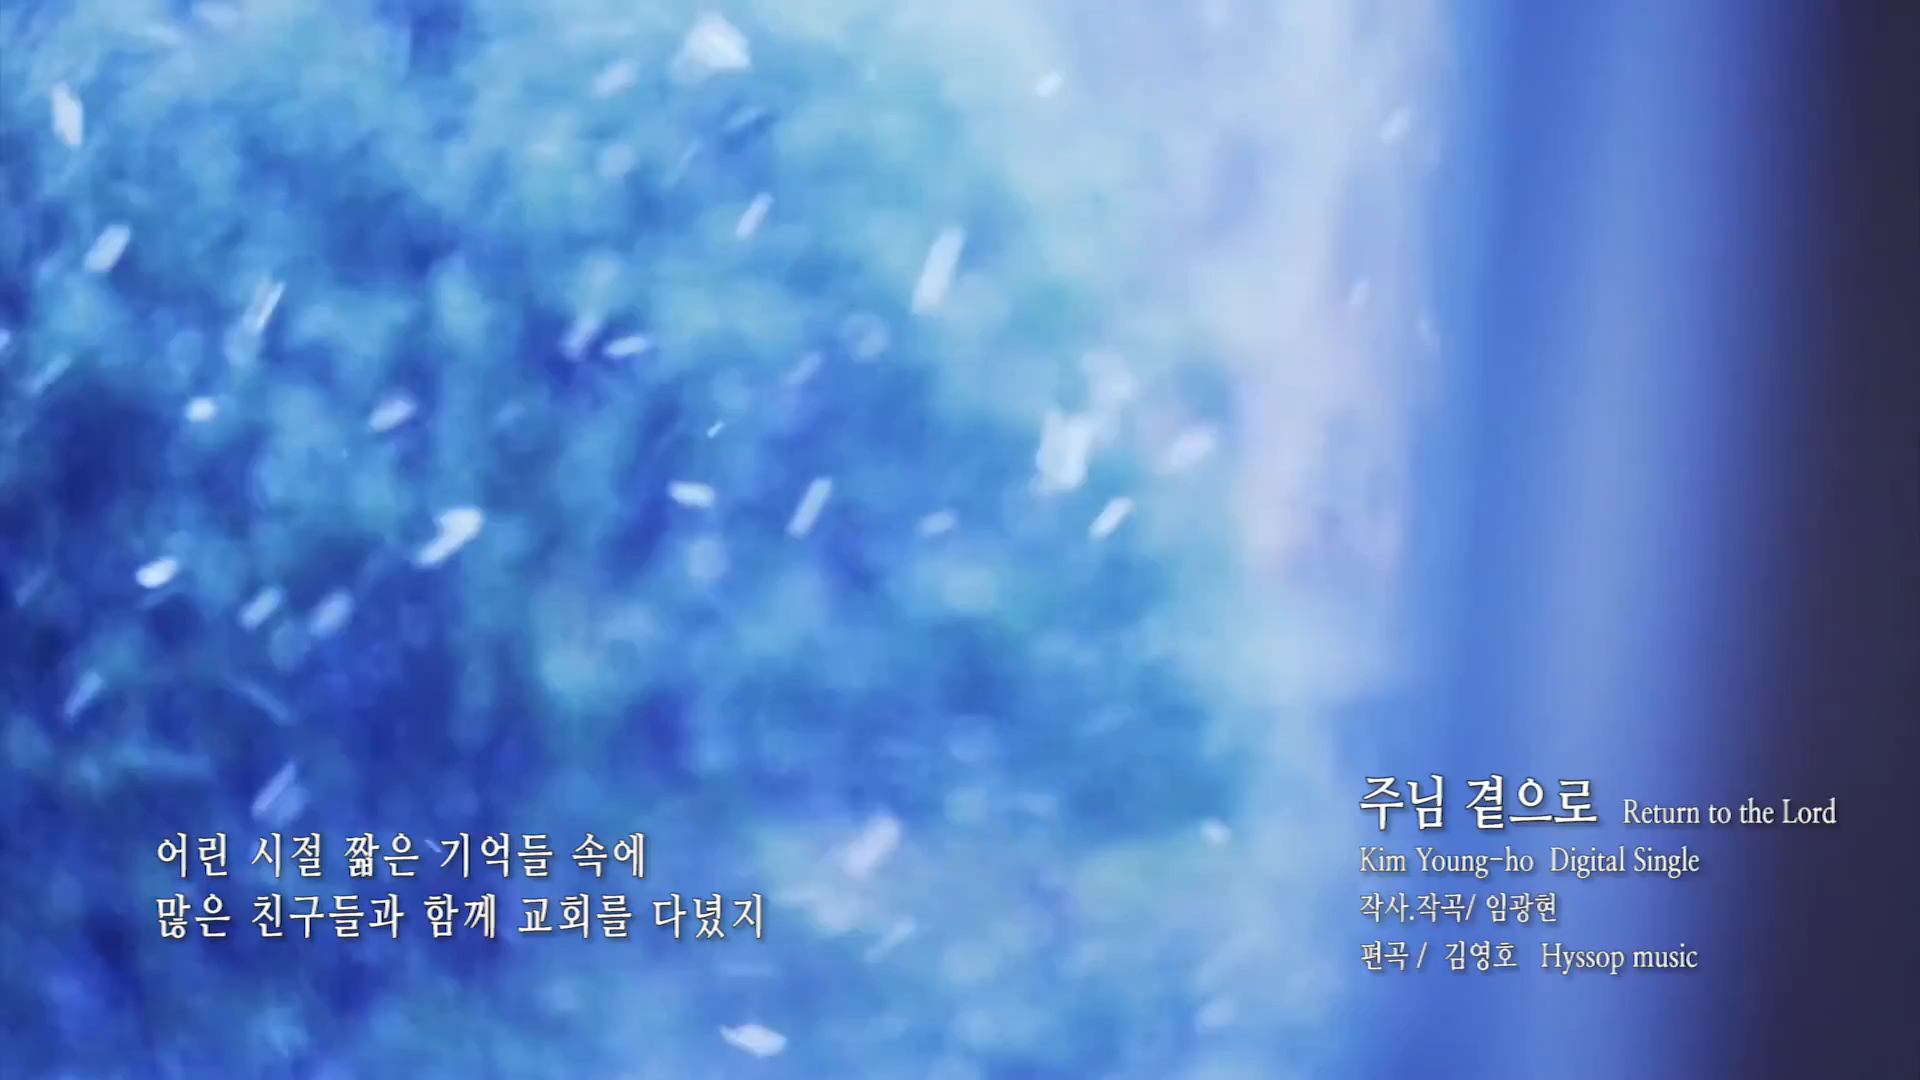 어린 시절 짧은 기억들 속에
많은 친구들과 함께 교회를 다녔지
주님 곁으로 Return to the Lord
Kim Young-ho Digital Single
작사.작곡/ 임광현
편곡 / 김영호 Hyssop music